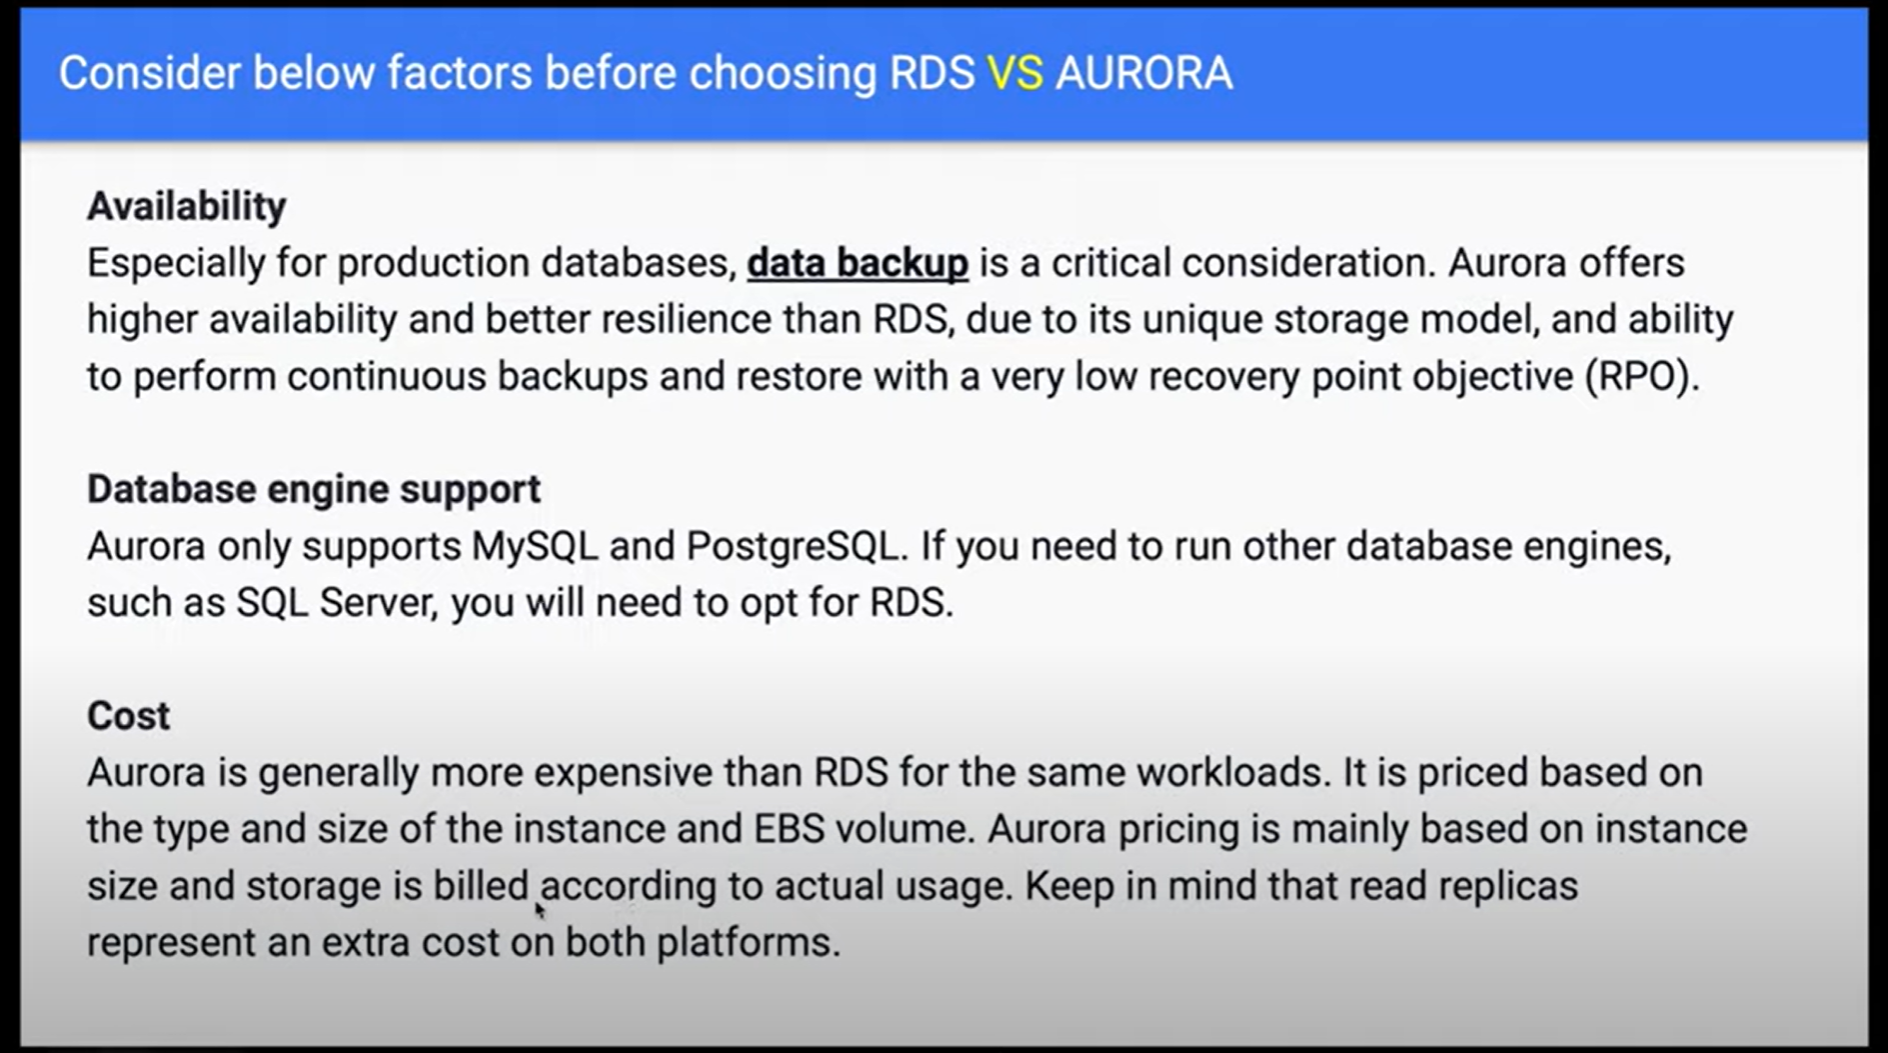 Consider below factors before choosing RDS VS AURORA
Availability
Especially for production databases, data backup is a critical consideration. Aurora offers
higher availability and better resilience than RDS, due to its unique storage model, and ability
to perform continuous backups and restore with a very low recovery point objective (RPO).
Database engine support
Aurora only supports MySQL and PostgreSQL. If you need to run other database engines,
such as SQL Server, you will need to opt for RDS.
Cost
Aurora is generally more expensive than RDS for the same workloads. It is priced based on
the type and size of the instance and EBS volume. Aurora pricing is mainly based on instance
size and storage is billed according to actual usage. Keep in mind that read replicas
represent an extra cost on both platforms.